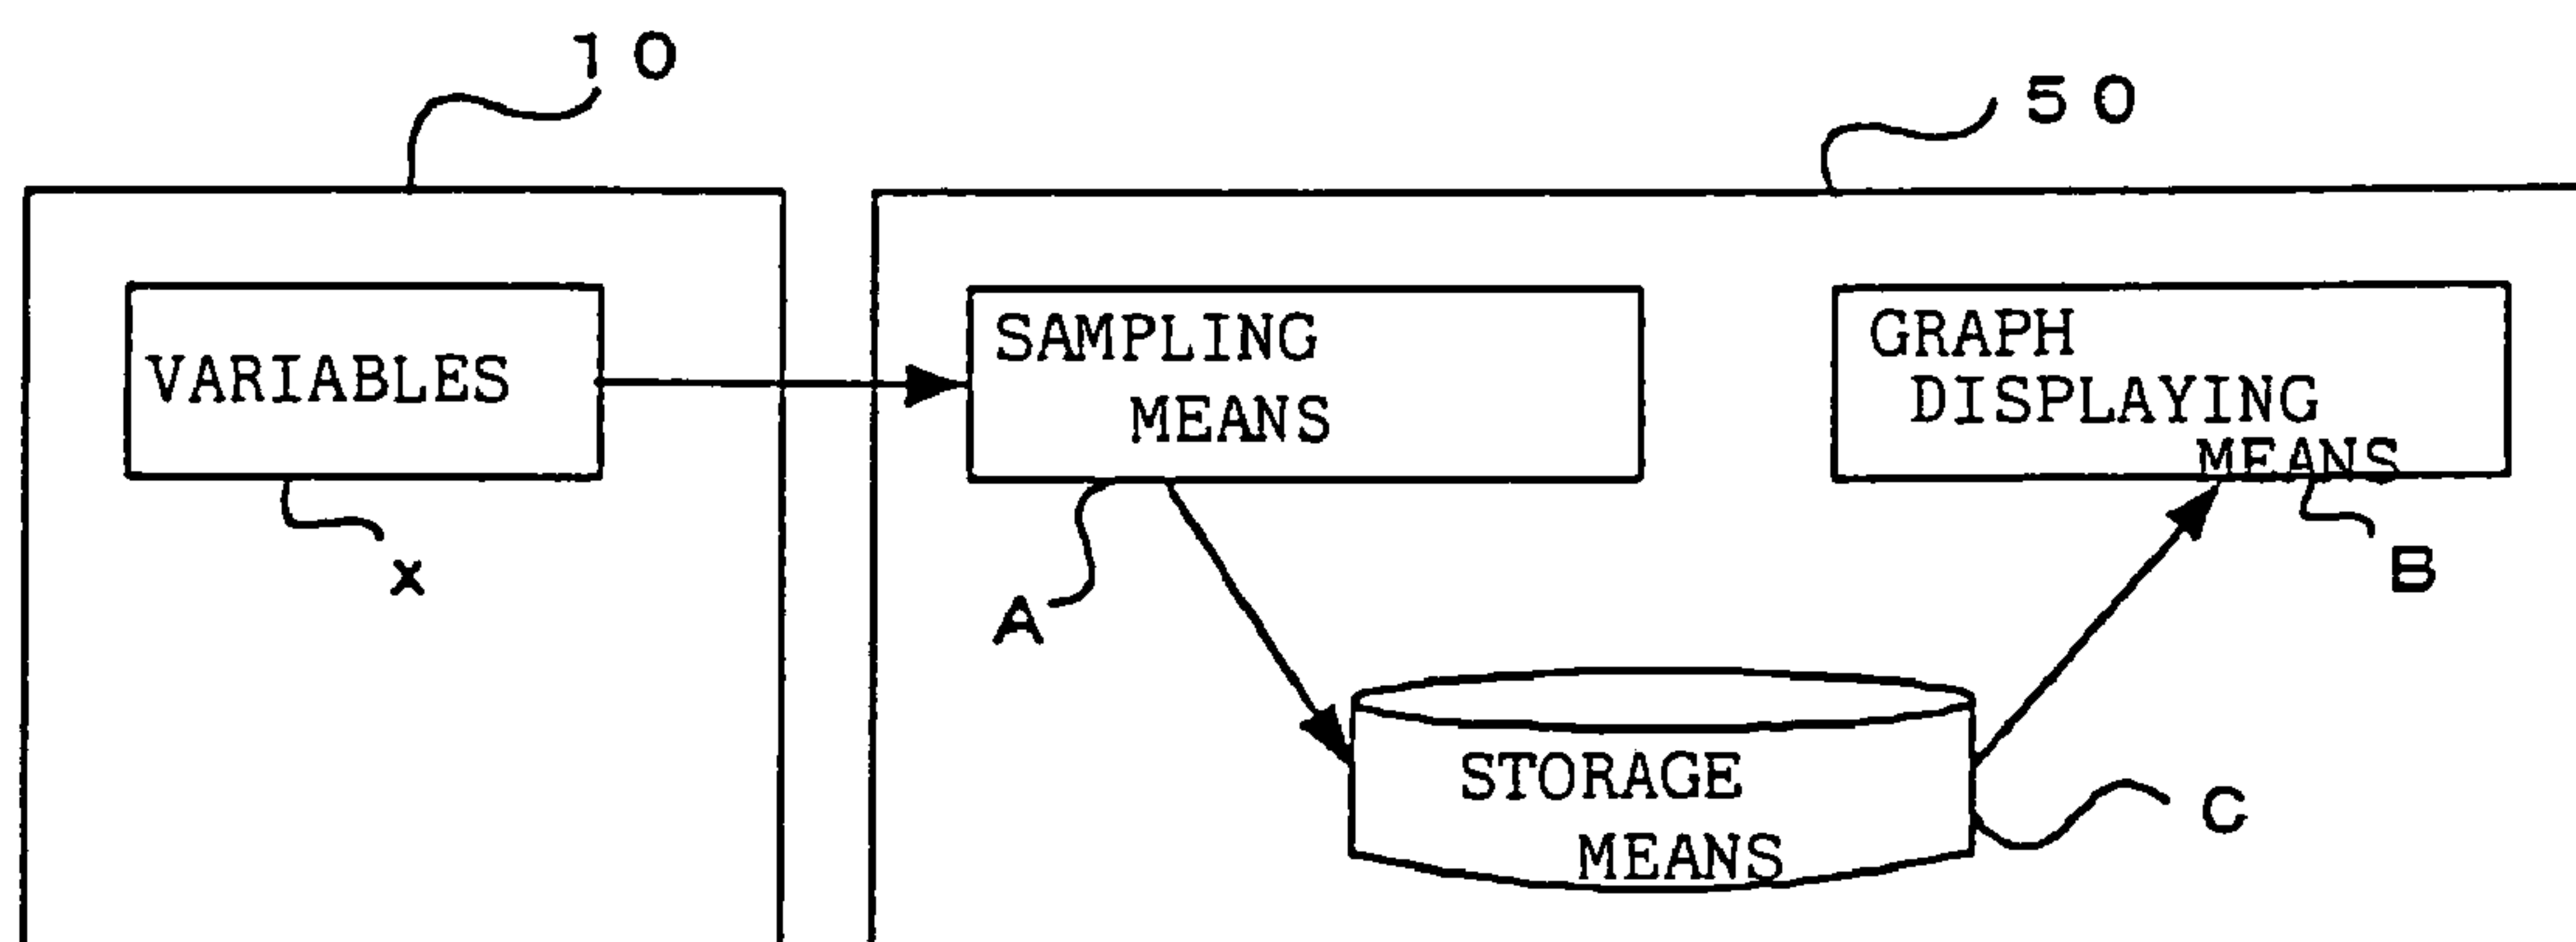 10
50
VARIABLES
SAMPLING
MEANS
GRAPH
DISPLAYING
MEANS
x
A
B
STORAGE
MEANS
C